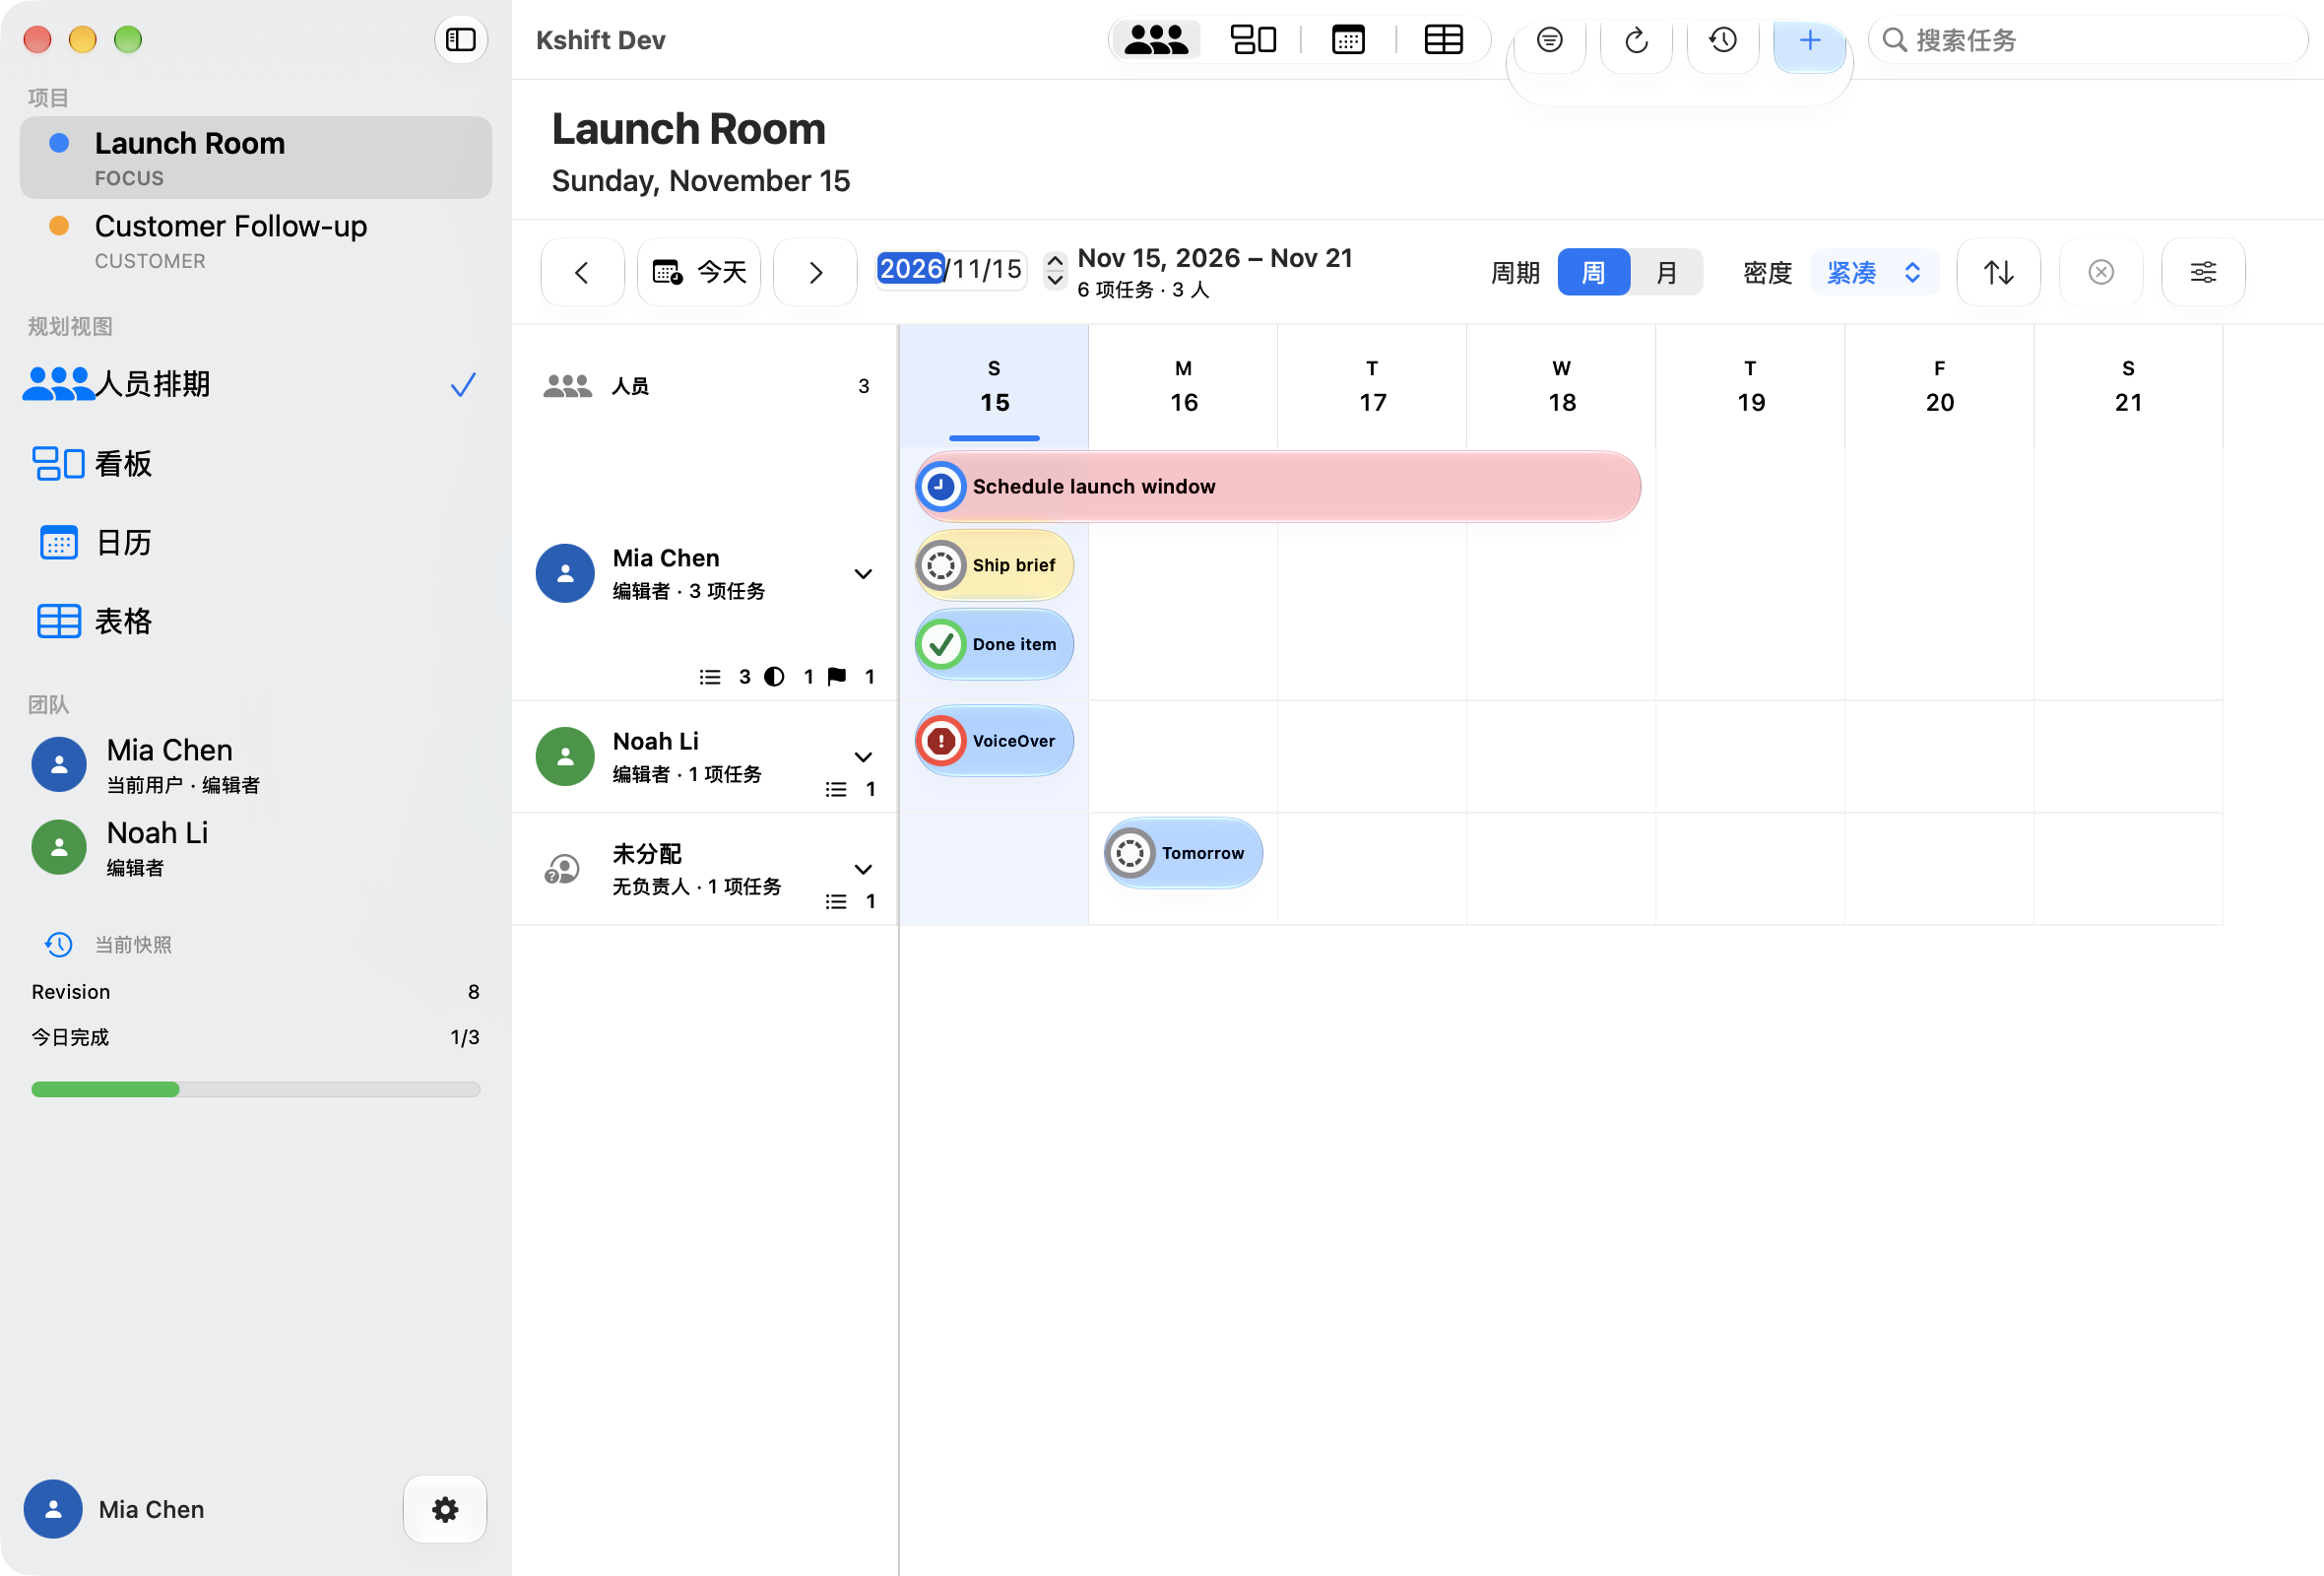 Kshift Dev
搜索任务
项目
Launch Room
FOCUS
Customer Follow-up
CUSTOMER
规划视图
人员排期
看板
日历
表格
团队
Mia Chen
当前用户 · 编辑者
Noah Li
编辑者
当前快照
Revision 8
今日完成 1/3
Mia Chen
Launch Room
Sunday, November 15
今天
2026/11/15
Nov 15, 2026 – Nov 21
6 项任务 · 3 人
周期 周 月
密度 紧凑
人员 3
S M T W T F S
15 16 17 18 19 20 21
Schedule launch window
Mia Chen
编辑者 · 3 项任务
3 1 1
Ship brief
Done item
Noah Li
编辑者 · 1 项任务
1
VoiceOver
未分配
无负责人 · 1 项任务
1
Tomorrow